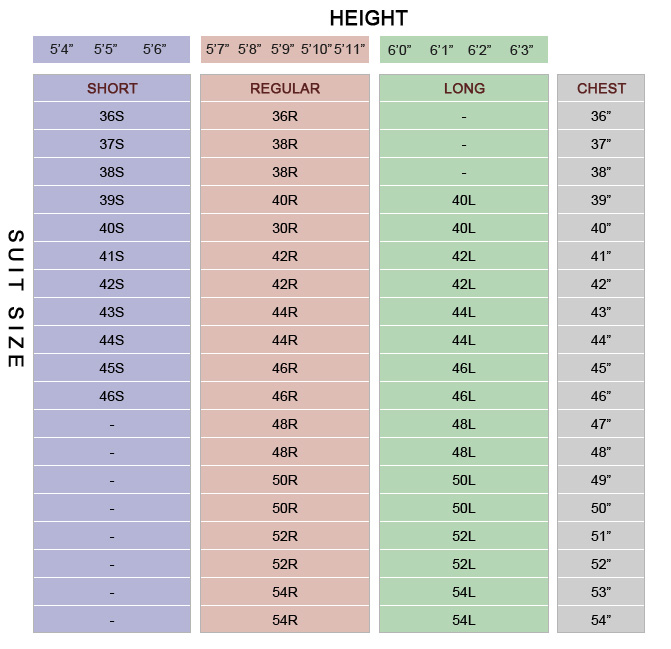 HEIGHT
5’4” 5’5” 5’6” 5’7” 5’8” 5’9” 5’10” 5’11” 6’0” 6’1” 6’2” 6’3”
SHORT REGULAR LONG CHEST
36S 36R - 36”
37S 38R - 37”
38S 38R - 38”
39S 40R 40L 39”
40S 30R 40L 40”
41S 42R 42L 41”
42S 42R 42L 42”
43S 44R 44L 43”
44S 44R 44L 44”
45S 46R 46L 45”
46S 46R 46L 46”
- 48R 48L 47”
- 48R 48L 48”
- 50R 50L 49”
- 50R 50L 50”
- 52R 52L 51”
- 52R 52L 52”
- 54R 54L 53”
- 54R 54L 54”
SUIT SIZE